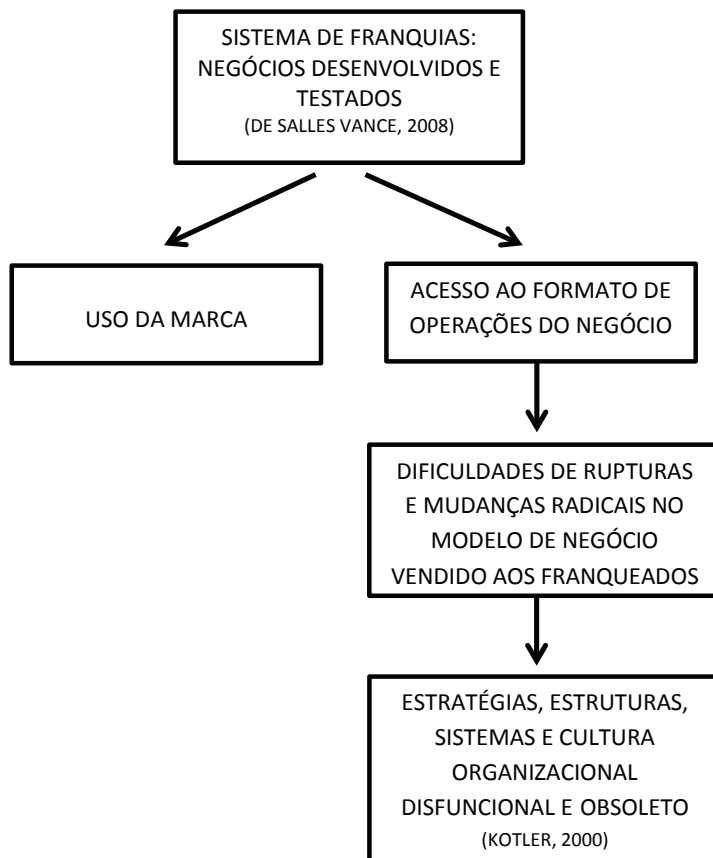 SISTEMA DE FRANQUIAS:
NEGÓCIOS DESENVOLVIDOS E
TESTADOS
(DE SALLES VANCE, 2008)
USO DA MARCA
ACESSO AO FORMATO DE
OPERAÇÕES DO NEGÓCIO
DIFICULDADES DE RUPTURAS
E MUDANÇAS RADICAIS NO
MODELO DE NEGÓCIO
VENDIDO AOS FRANQUEADOS
ESTRATÉGIAS, ESTRUTURAS,
SISTEMAS E CULTURA
ORGANIZACIONAL
DISFUNCIONAL E OBSOLETO
(KOTLER, 2000)